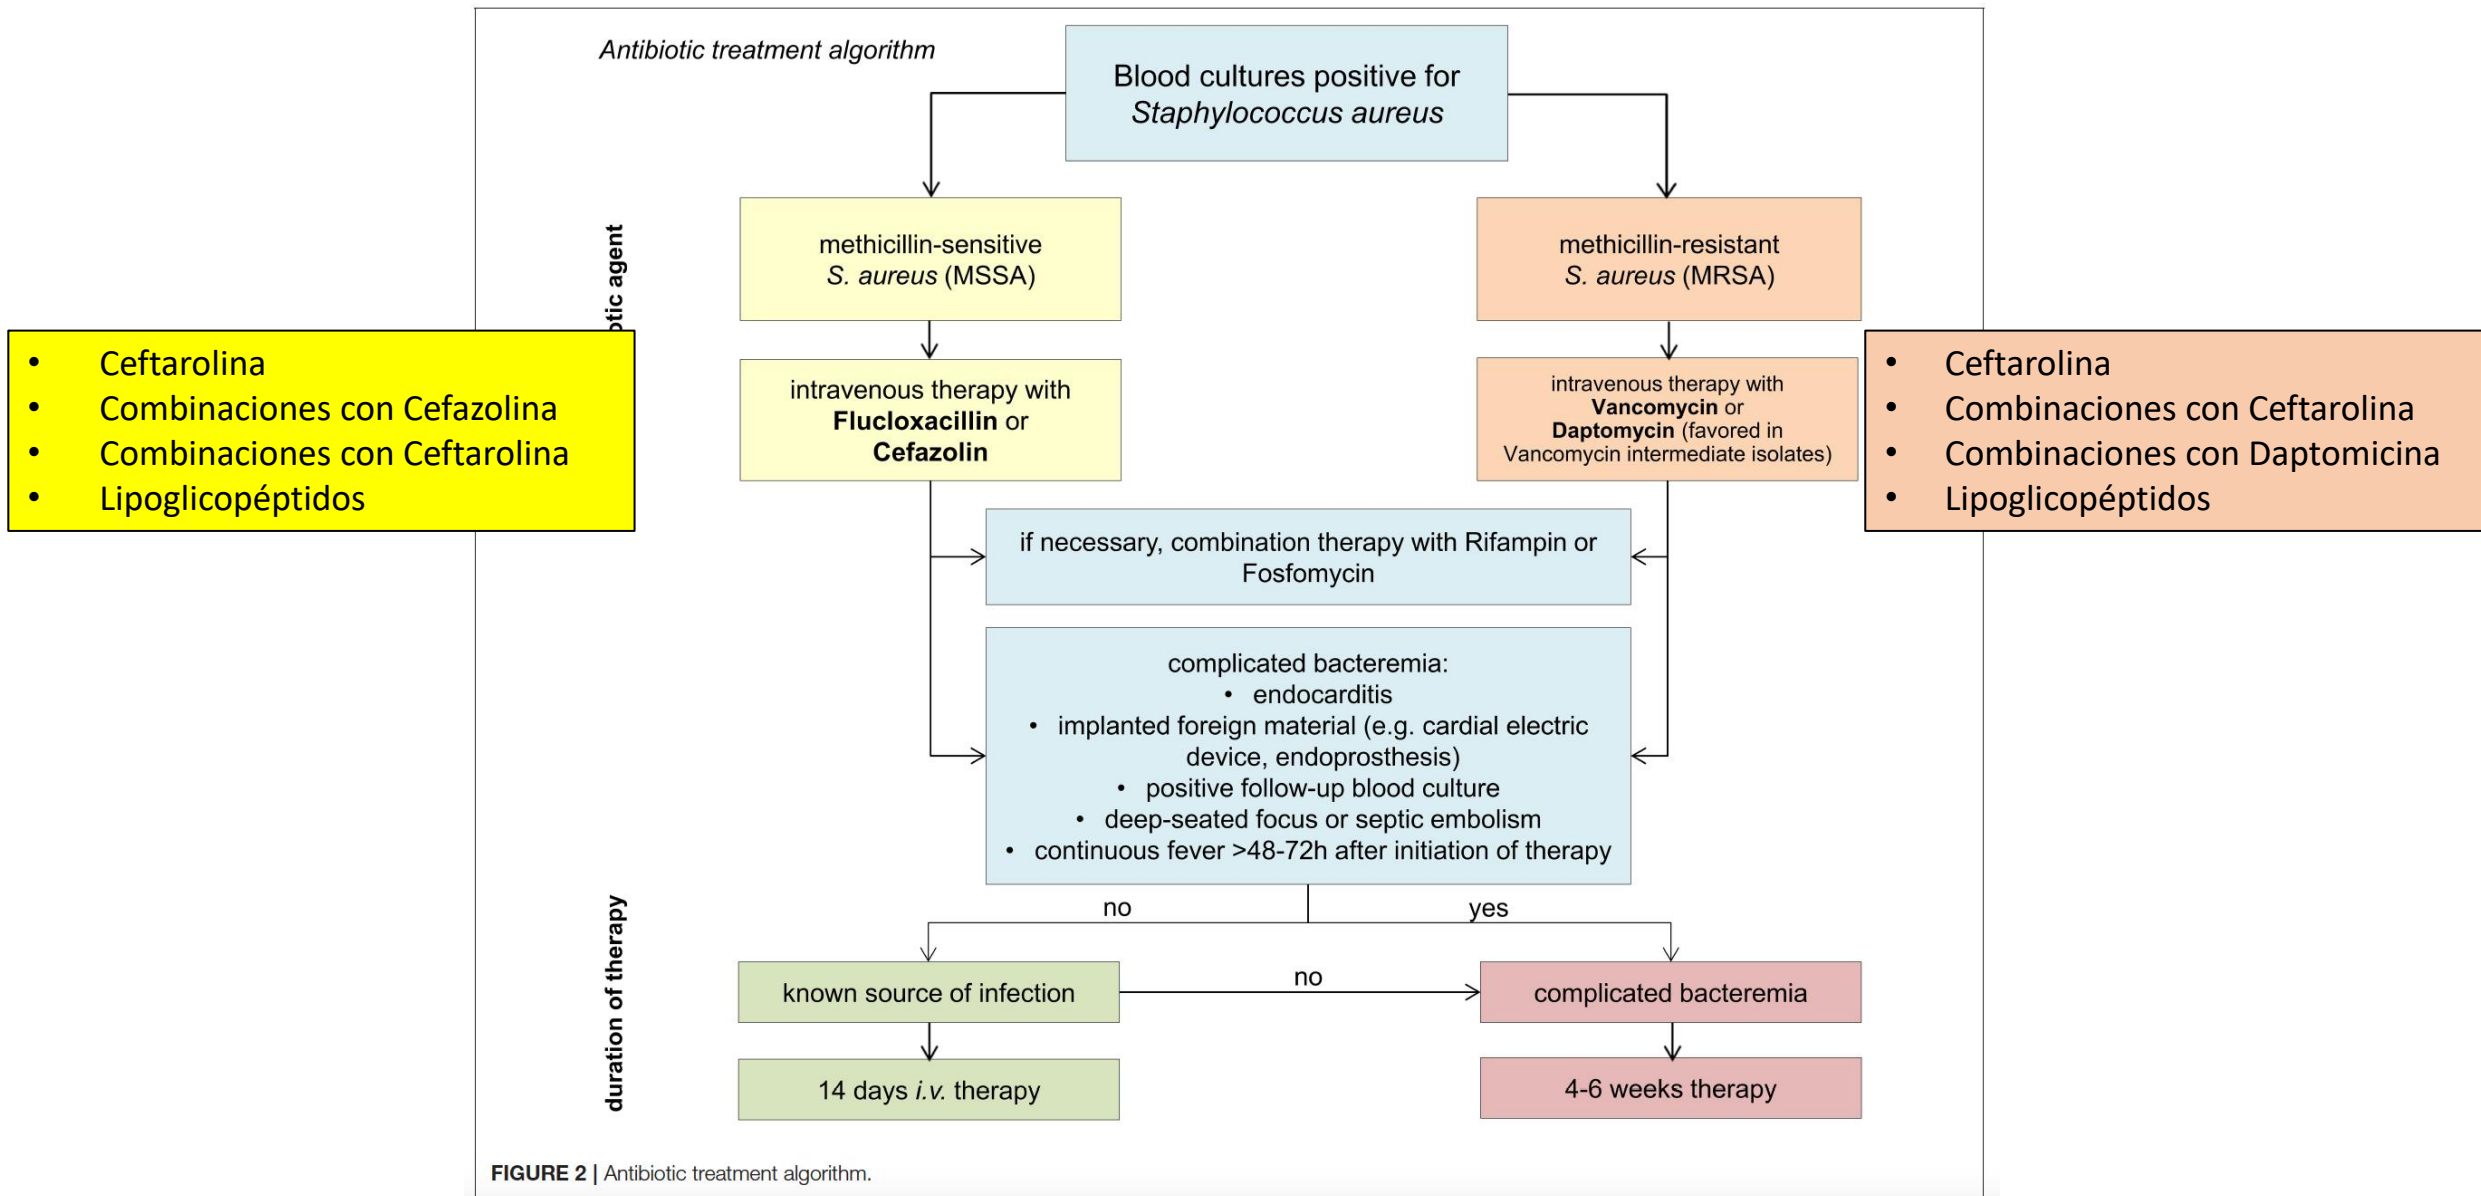 Antibiotic treatment algorithm
Blood cultures positive for
Staphylococcus aureus
otic agent
methicillin-sensitive
S. aureus (MSSA)
methicillin-resistant
S. aureus (MRSA)
• Ceftarolina
• Combinaciones con Cefazolina
• Combinaciones con Ceftarolina
• Lipoglicopéptidos
intravenous therapy with
Flucloxacillin or
Cefazolin
intravenous therapy with
Vancomycin or
Daptomycin (favored in
Vancomycin intermediate isolates)
• Ceftarolina
• Combinaciones con Ceftarolina
• Combinaciones con Daptomicina
• Lipoglicopéptidos
if necessary, combination therapy with Rifampin or
Fosfomycin
complicated bacteremia:
• endocarditis
• implanted foreign material (e.g. cardial electric
device, endoprosthesis)
• positive follow-up blood culture
• deep-seated focus or septic embolism
• continuous fever >48-72h after initiation of therapy
no
yes
duration of therapy
known source of infection
no
complicated bacteremia
14 days i.v. therapy
4-6 weeks therapy
FIGURE 2 | Antibiotic treatment algorithm.